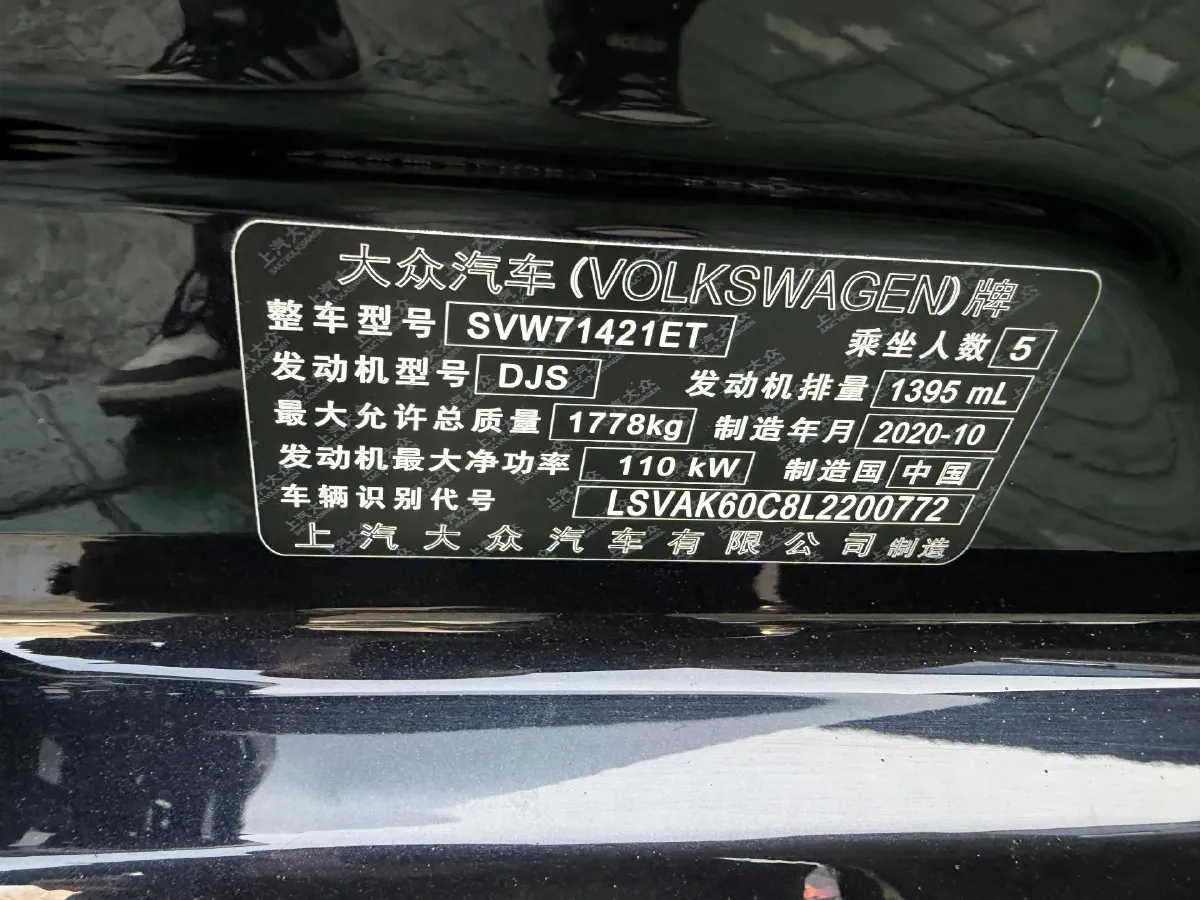 大众汽车(VOLKSWAGEN)牌
整车型号 SVW71421ET 乘坐人数 5
发动机型号 DJS 发动机排量 1395 mL
最大允许总质量 1778kg 制造年月 2020-10
发动机最大净功率 110 kW 制造国 中国
车辆识别代号 LSVAK60C8L2200772
上汽大众汽车有限公司 制造